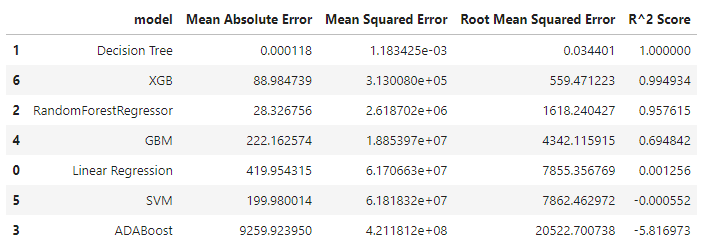 model Mean Absolute Error Mean Squared Error Root Mean Squared Error R^2 Score
1 Decision Tree 0.000118 1.183425e-03 0.034401 1.000000
6 XGB 88.984739 3.130080e+05 559.471223 0.994934
2 RandomForestRegressor 28.326756 2.618702e+06 1618.240427 0.957615
4 GBM 222.162574 1.885397e+07 4342.115915 0.694842
0 Linear Regression 419.954315 6.170663e+07 7855.356769 0.001256
5 SVM 199.980014 6.181832e+07 7862.462972 -0.000552
3 ADABoost 9259.923950 4.211812e+08 20522.700738 -5.816973